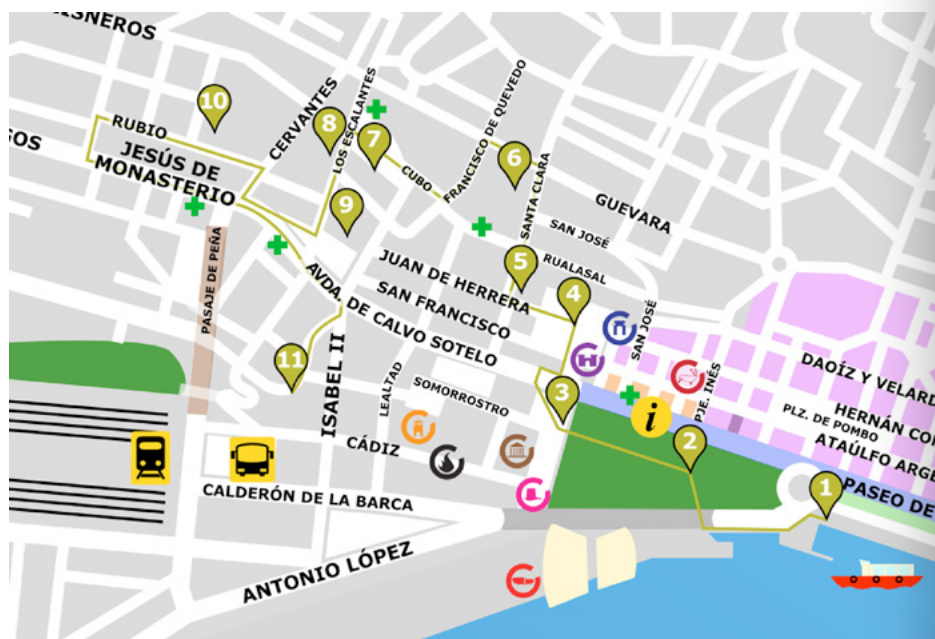 ISNEROS
GOS
RUBIO
JESÚS DE
MONASTERIO
10
CERVANTES
LOS ESCALANTES
8
7
9
CUBO
FRANCISCO DE QUEVEDO
6
SANTA CLARA
GUEVARA
SAN JOSÉ
RUALASAL
5
4
JUAN DE HERRERA
SAN FRANCISCO
AVDA. DE CALVO SOTELO
PASAJE DE PEÑA
ISABEL II
11
LEALTAD
SOMORROSTRO
CÁDIZ
CALDERÓN DE LA BARCA
ANTONIO LÓPEZ
SAN JOSÉ
PJE. INÉS
3
i
2
1
DAOÍZ Y VELARD
HERNÁN CO
PLZ. DE POMBO
ATAÚLFO ARGE
PASEO DE